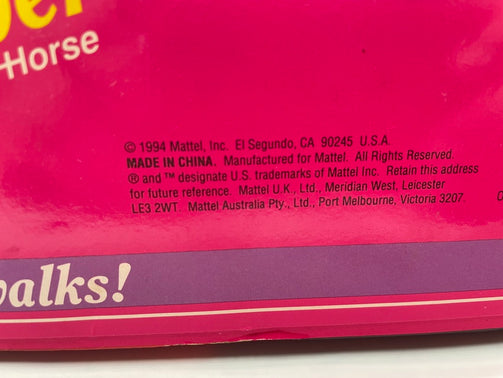 Horse
© 1994 Mattel, Inc. El Segundo, CA 90245 U.S.A.
MADE IN CHINA. Manufactured for Mattel. All Rights Reserved.
® and ™ designate U.S. trademarks of Mattel Inc. Retain this address
for future reference. Mattel U.K., Ltd., Meridian West, Leicester
LE3 2WT. Mattel Australia Pty., Ltd., Port Melbourne, Victoria 3207.
walks!